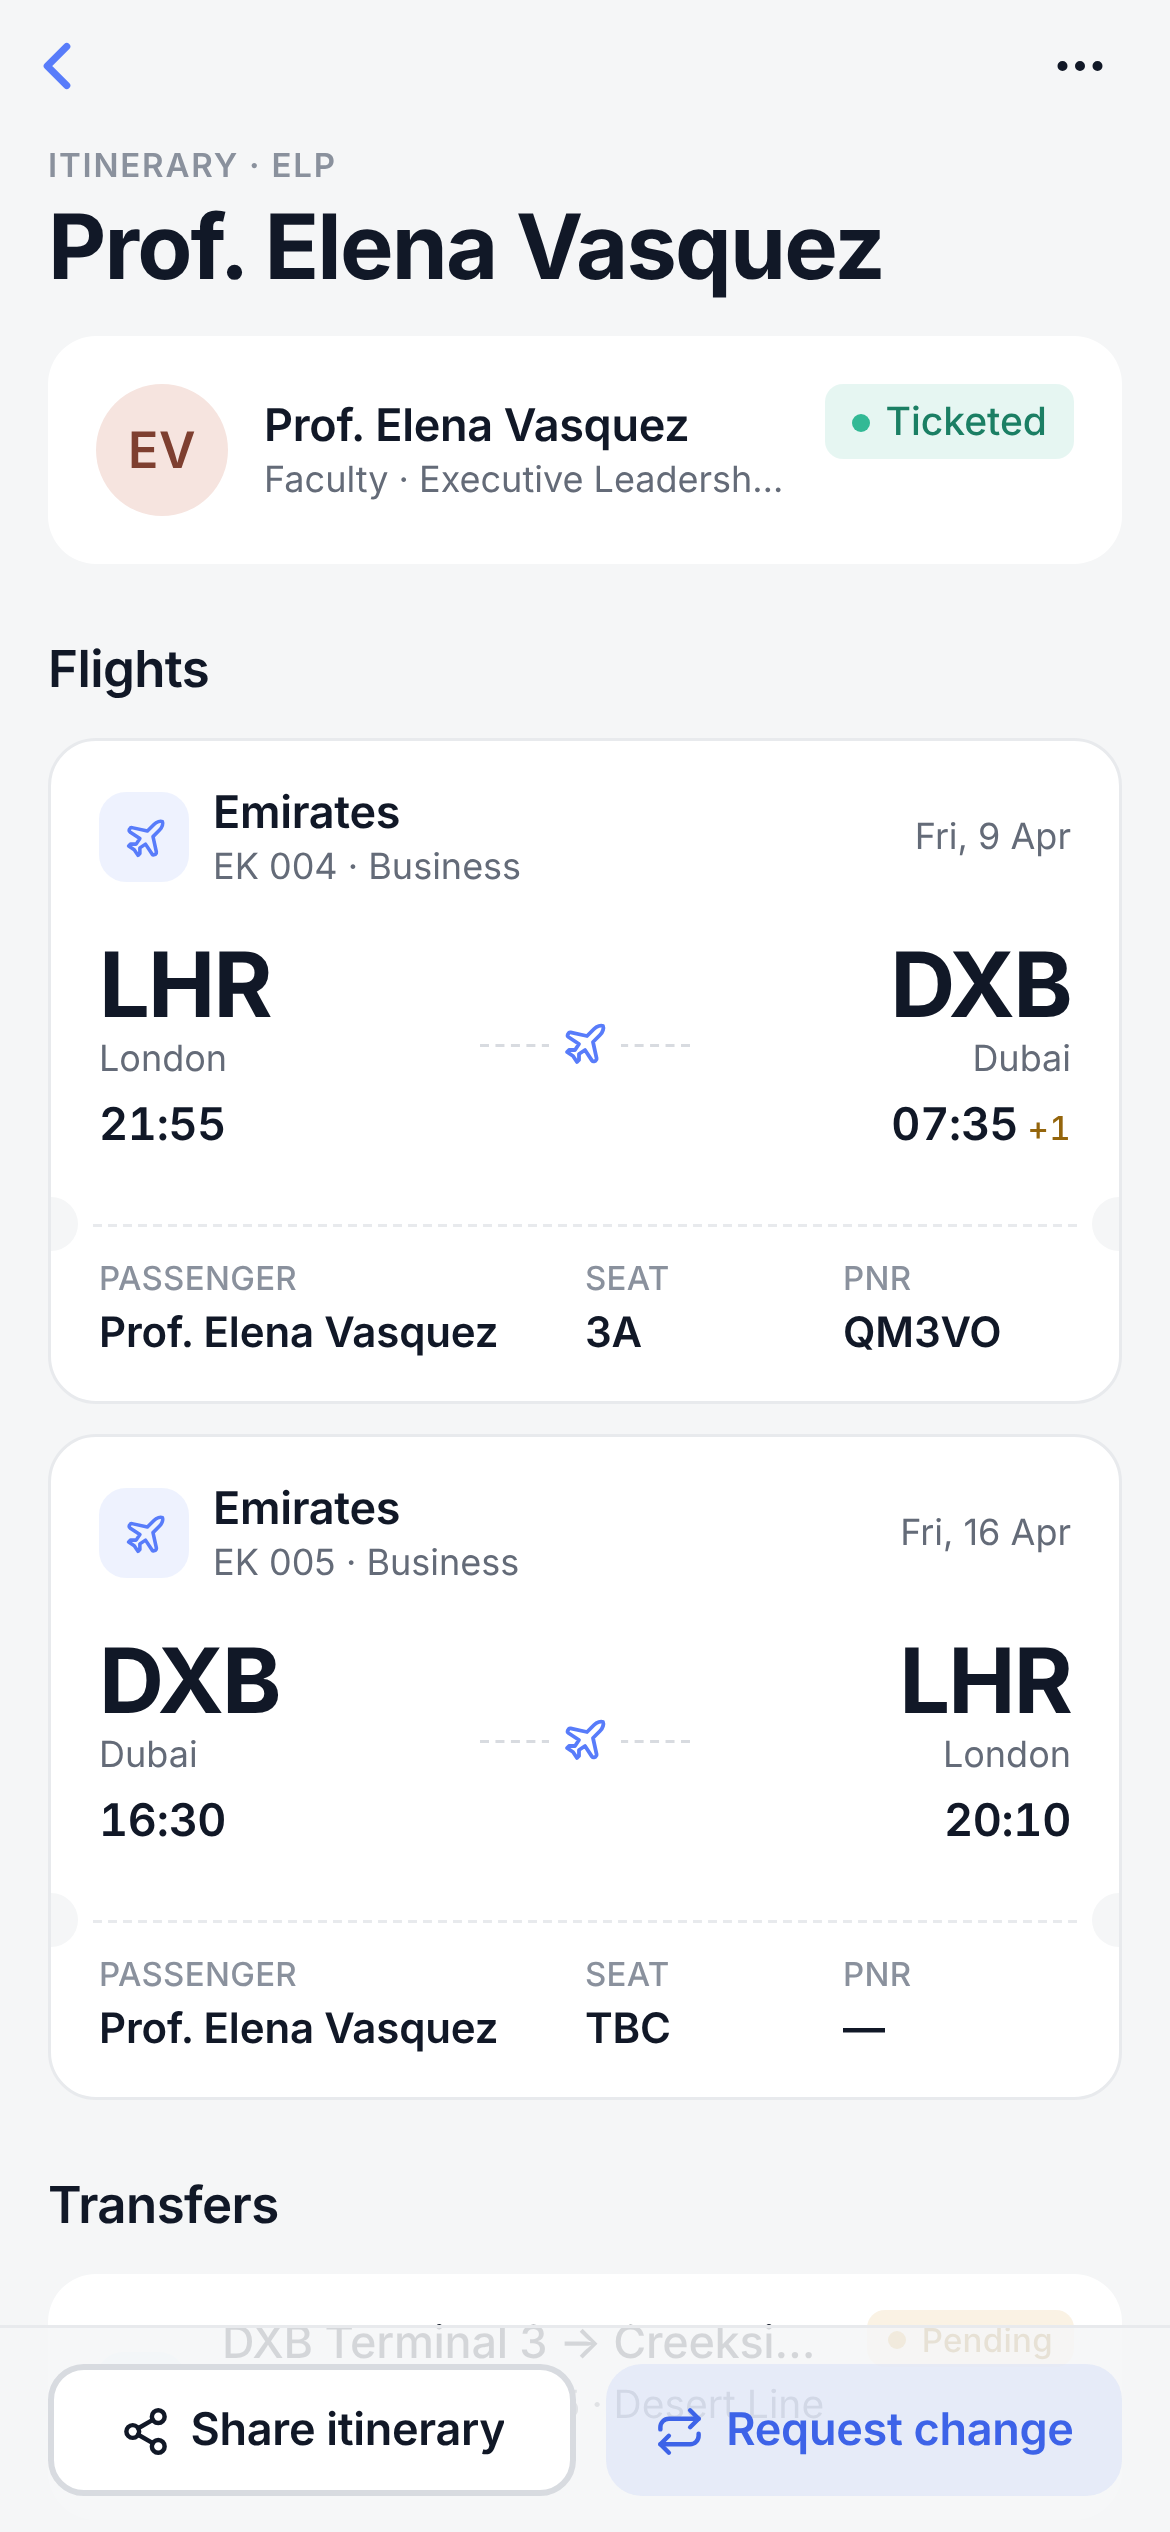 ITINERARY · ELP
Prof. Elena Vasquez
EV
Prof. Elena Vasquez
Faculty · Executive Leadersh...
Ticketed
Flights
Emirates
EK 004 · Business
Fri, 9 Apr
LHR
DXB
London
Dubai
21:55
07:35 +1
PASSENGER
SEAT
PNR
Prof. Elena Vasquez
3A
QM3VO
Emirates
EK 005 · Business
Fri, 16 Apr
DXB
LHR
Dubai
London
16:30
20:10
PASSENGER
SEAT
PNR
Prof. Elena Vasquez
TBC
—
Transfers
DXB Terminal 3 → Creeksi...
Pending
· Desert Line
Share itinerary
Request change